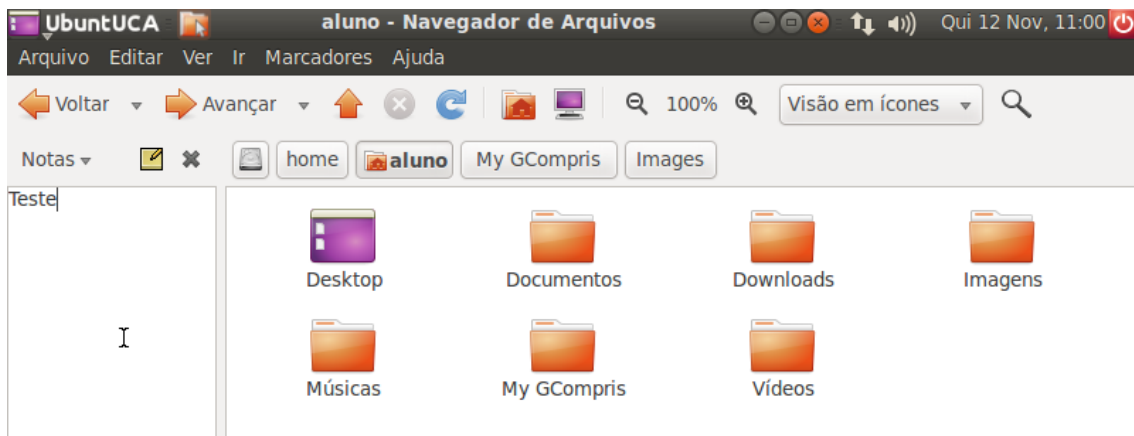 UbuntUCA aluno - Navegador de Arquivos Qui 12 Nov, 11:00
Arquivo Editar Ver Ir Marcadores Ajuda
Voltar Avançar 100% Visão em ícones
Notas home aluno My GCompris Images
Teste
Desktop Documentos Downloads Imagens
Músicas My GCompris Vídeos